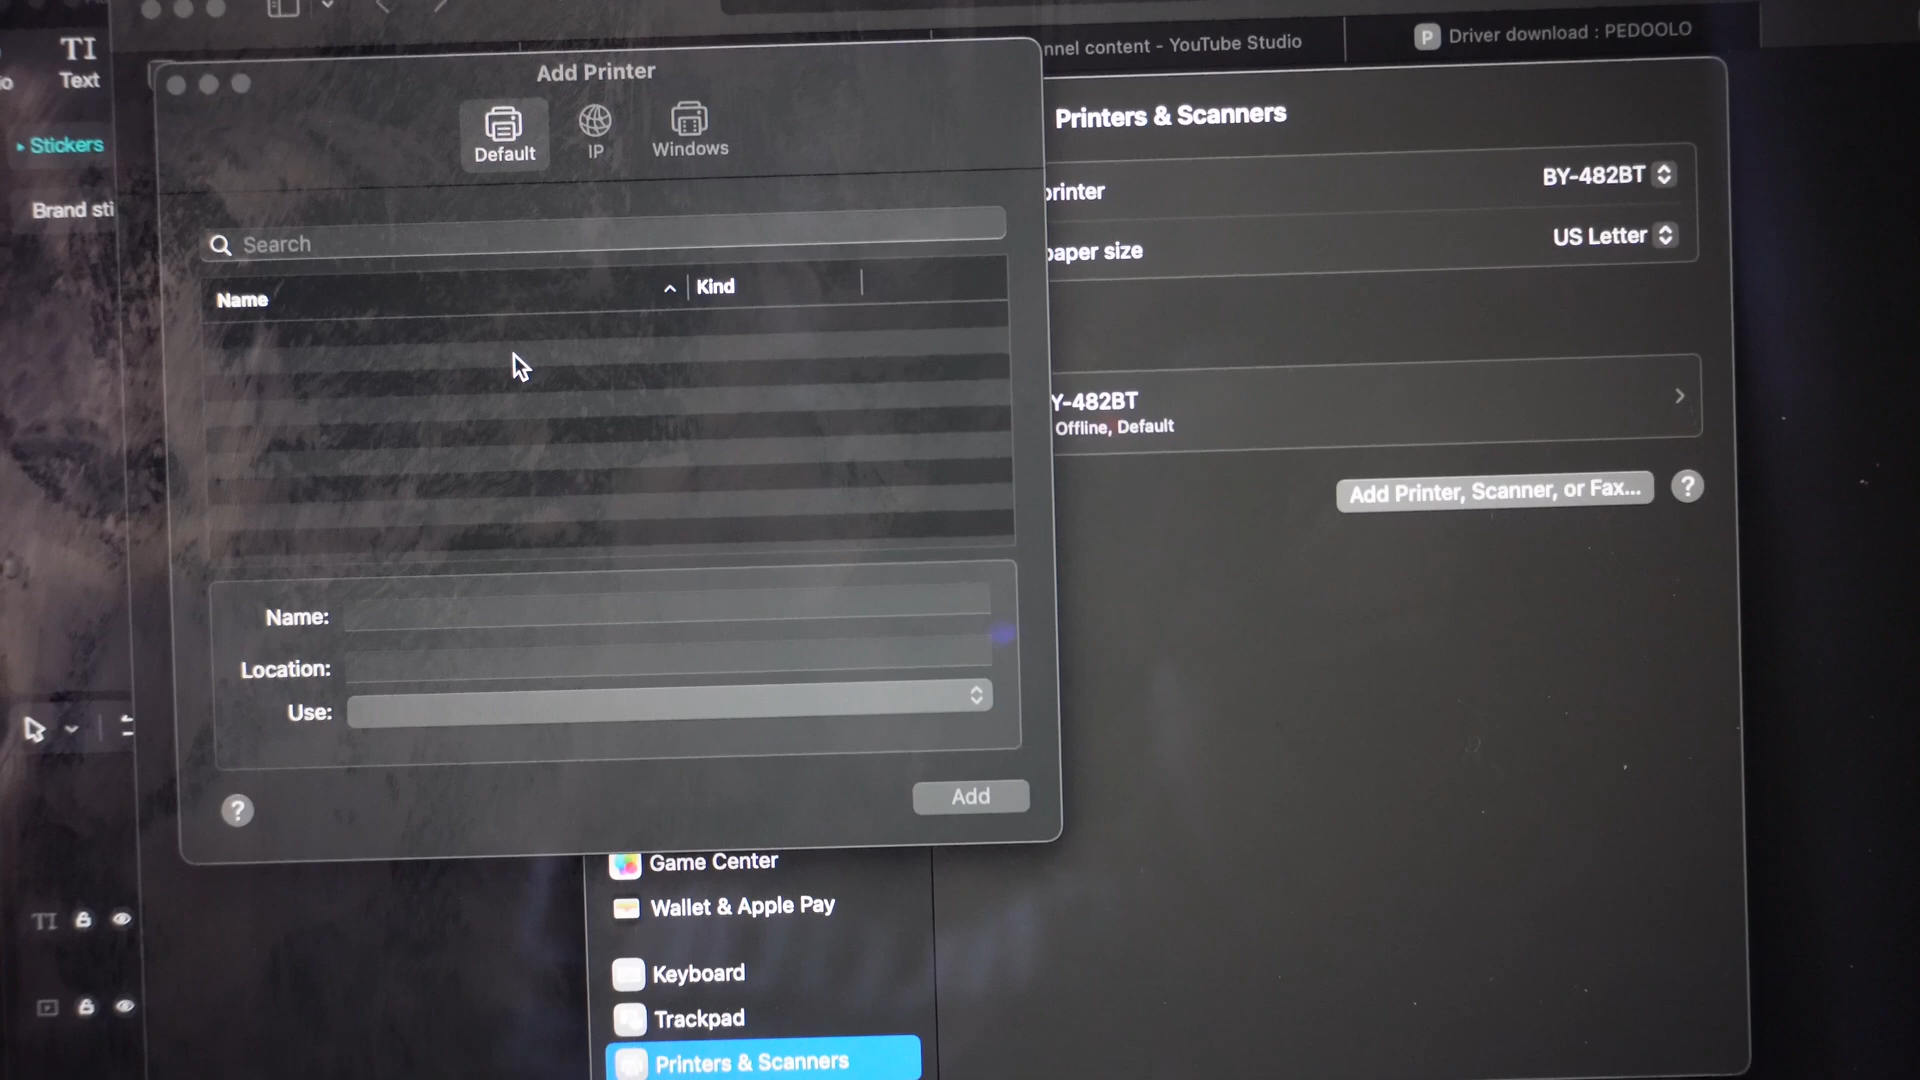 TI
Text
Stickers
Brand sti
nnel content - YouTube Studio
P
Driver download : PEDOOLO
Add Printer
Default
IP
Windows
Search
Name
Kind
Name:
Location:
Use:
?
Add
Printers & Scanners
printer
BY-482BT
paper size
US Letter
Y-482BT
Offline, Default
Add Printer, Scanner, or Fax...
?
Game Center
Wallet & Apple Pay
Keyboard
Trackpad
Printers & Scanners
TI